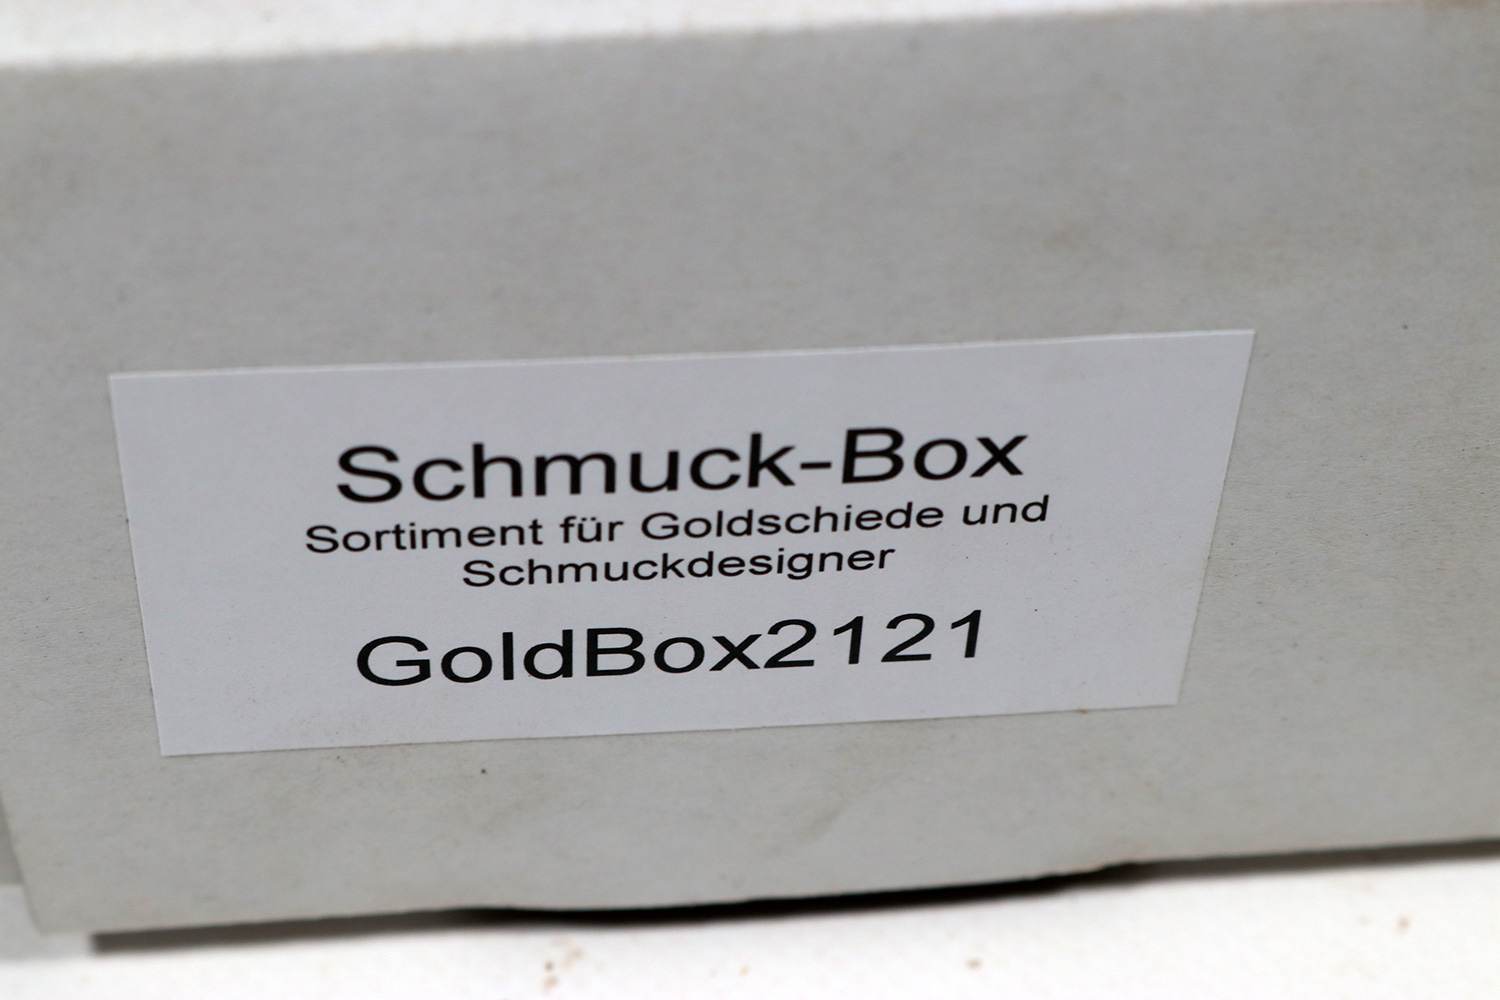 Schmuck-Box
Sortiment für Goldschiede und
Schmuckdesigner
GoldBox2121